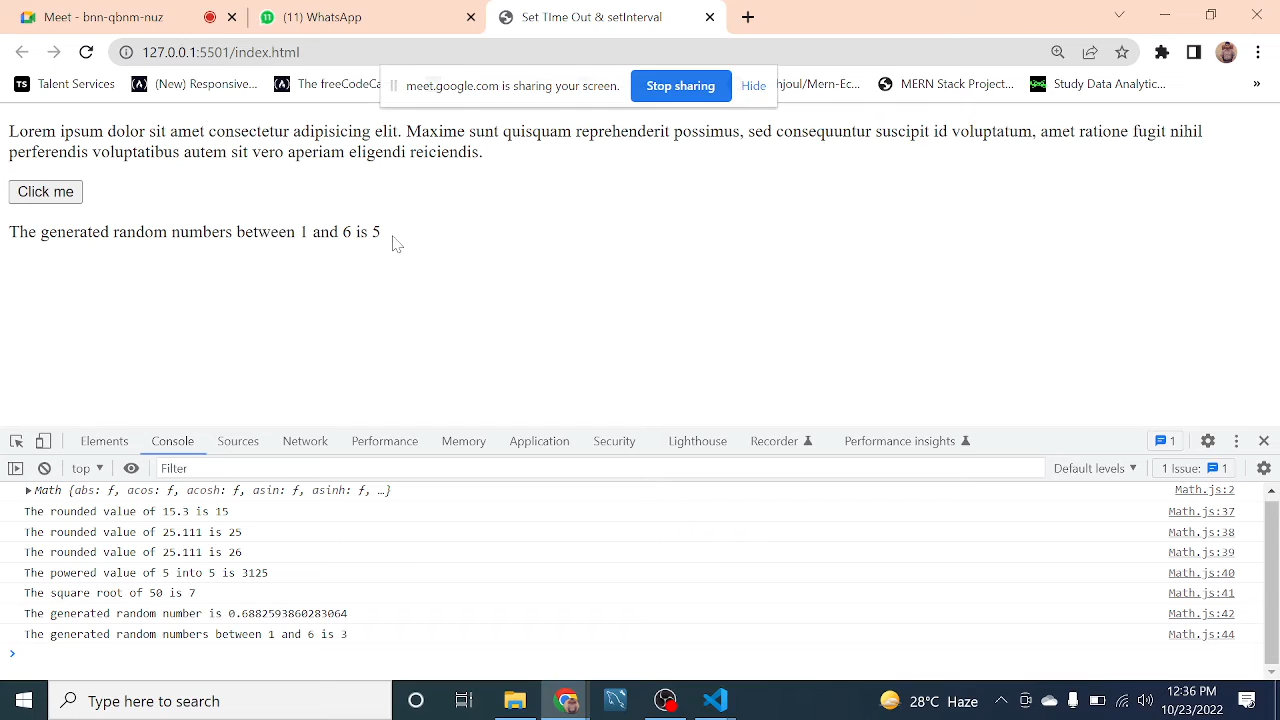 Meet - bnn-qbnm-nuz
(11) WhatsApp
Set TIme Out & setInterval
127.0.0.1:5501/index.html
TS Talent Services
(New) Responsive...
The freeCodeCa
njoul/Mern-Ec...
MERN Stack Project...
Study Data Analytic...
»
meet.google.com is sharing your screen.
Stop sharing
Hide
Lorem ipsum dolor sit amet consectetur adipisicing elit. Maxime sunt quisquam reprehenderit possimus, sed consequuntur suscipit id voluptatum, amet ratione fugit nihil
perferendis voluptatibus autem sit vero aperiam eligendi reiciendis.
Click me
The generated random numbers between 1 and 6 is 5
Elements Console Sources Network Performance Memory Application Security Lighthouse Recorder Performance insights 1
top Filter Default levels 1 Issue: 1
Math {abs: ƒ, acos: ƒ, acosh: ƒ, asin: ƒ, asinh: ƒ, …} Math.js:2
The rounded value of 15.3 is 15 Math.js:37
The rounded value of 25.111 is 25 Math.js:38
The rounded value of 25.111 is 26 Math.js:39
The powered value of 5 into 5 is 3125 Math.js:40
The square root of 50 is 7 Math.js:41
The generated random number is 0.6882593860283064 Math.js:42
The generated random numbers between 1 and 6 is 3 Math.js:44
Type here to search
28°C Haze
12:36 PM
10/23/2022